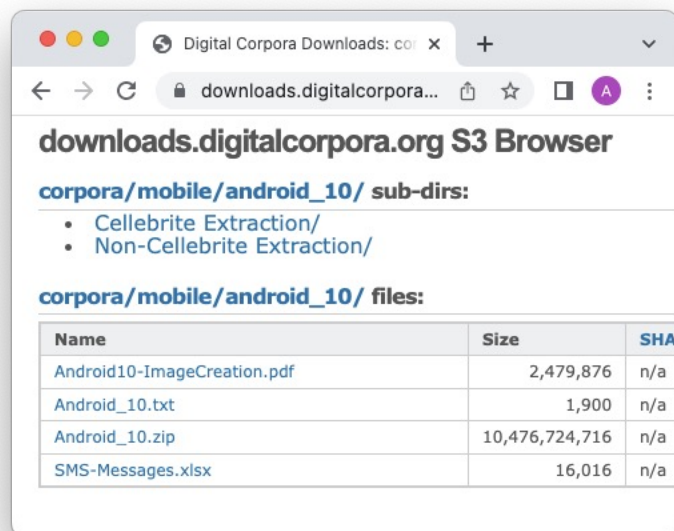 Digital Corpora Downloads: cor
downloads.digitalcorpora...
A
downloads.digitalcorpora.org S3 Browser
corpora/mobile/android_10/ sub-dirs:
• Cellebrite Extraction/
• Non-Cellebrite Extraction/
corpora/mobile/android_10/ files:
Name Size SHA
Android10-ImageCreation.pdf 2,479,876 n/a
Android_10.txt 1,900 n/a
Android_10.zip 10,476,724,716 n/a
SMS-Messages.xlsx 16,016 n/a